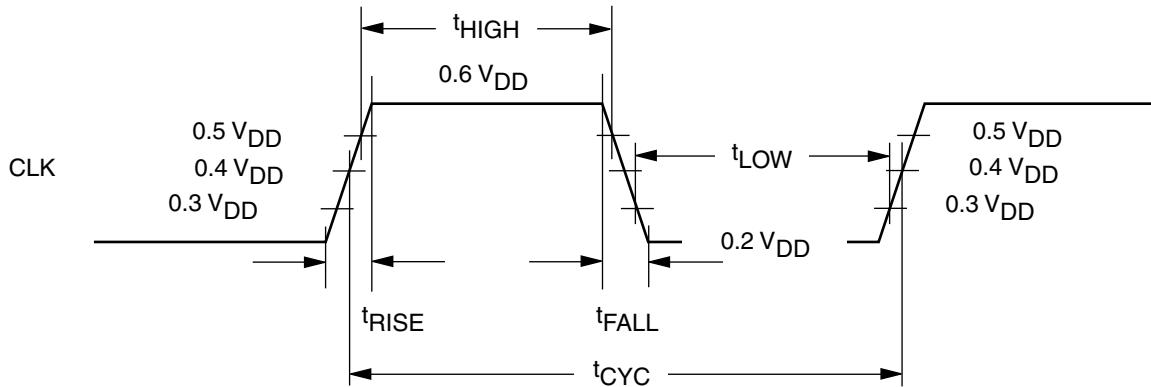 tHIGH
0.6 VDD
0.5 VDD
0.5 VDD
CLK
0.4 VDD
tLOW
0.4 VDD
0.3 VDD
0.3 VDD
0.2 VDD
tRISE
tFALL
tCYC